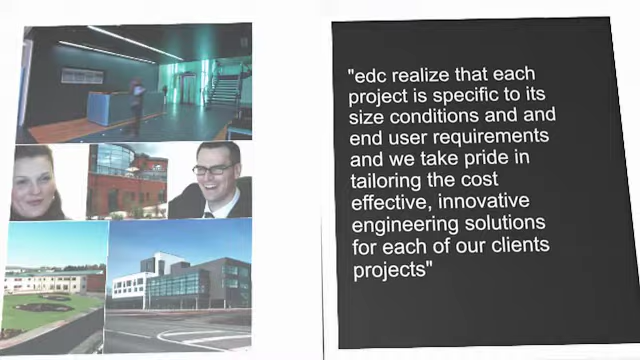 "edc realize that each
project is specific to its
size conditions and and
end user requirements
and we take pride in
tailoring the cost
effective, innovative
engineering solutions
for each of our clients
projects"